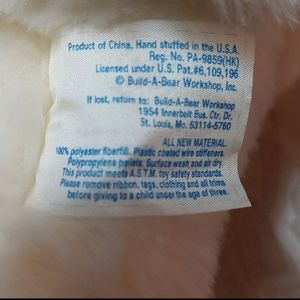 Product of China. Hand stuffed in the U.S.A.
Reg. No. PA-9859(HK)
Licensed under U.S. Pat.#6,109,196
© Build-A-Bear Workshop, Inc.
If lost, return to: Build-A-Bear Workshop
1954 Innerbelt Bus. Ctr. Dr.
St. Louis, Mo. 63114-5760
ALL NEW MATERIAL
100% polyester fiberfill. Plastic coated wire stiffeners.
Polypropylene pellets. Surface wash and air dry.
This product meets A.S.T.M. toy safety standards.
Please remove ribbon, tags, clothing and all trims
before giving to a child under the age of three.